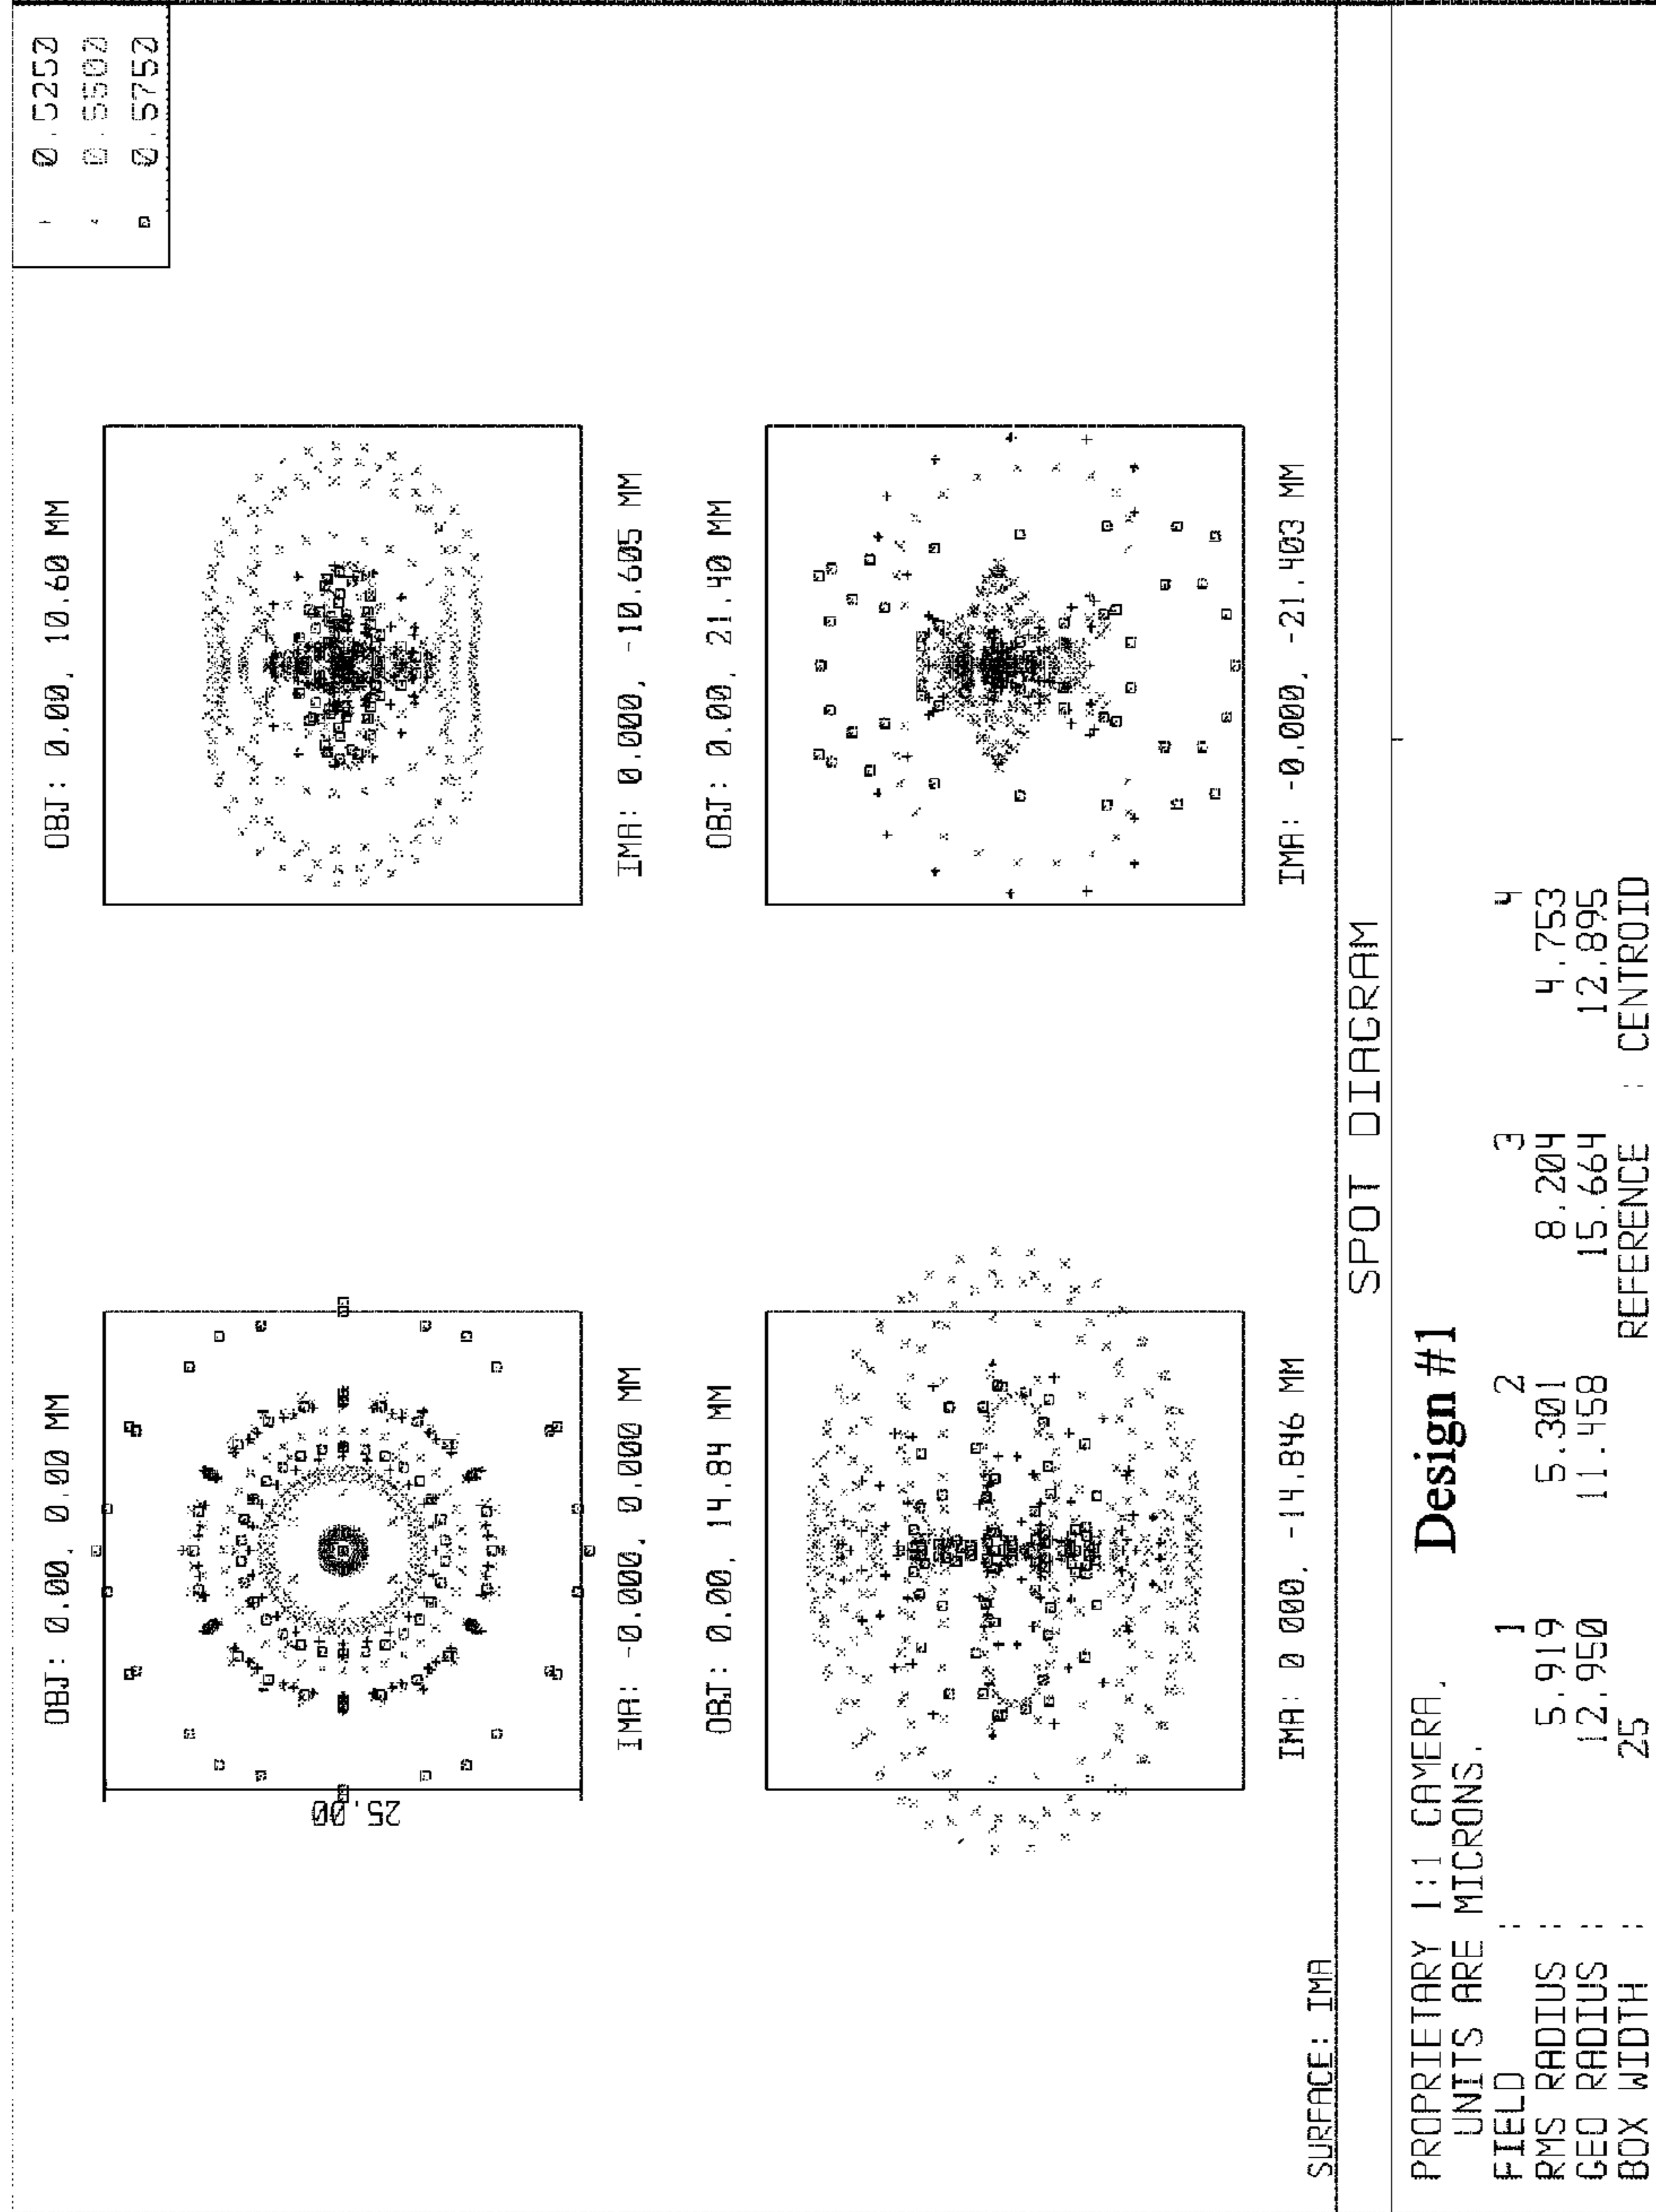 + 0.5250
× 0.5500
□ 0.5750
OBJ: 0.00, 0.00 MM
OBJ: 0.00, 10.60 MM
25.00
IMA: -0.000, 0.000 MM
IMA: 0.000, -10.605 MM
OBJ: 0.00, 14.84 MM
OBJ: 0.00, 21.40 MM
IMA: 0 000, -14.846 MM
IMA: -0.000, -21.403 MM
SURFACE: IMA
SPOT DIAGRAM
PROPRIETARY 1:1 CAMERA. Design #1
UNITS ARE MICRONS.
FIELD : 1 2 3 4
RMS RADIUS : 5.919 5.301 8.204 4.753
GEO RADIUS : 12.950 11.458 15.664 12.895
BOX WIDTH : 25 REFERENCE : CENTROID